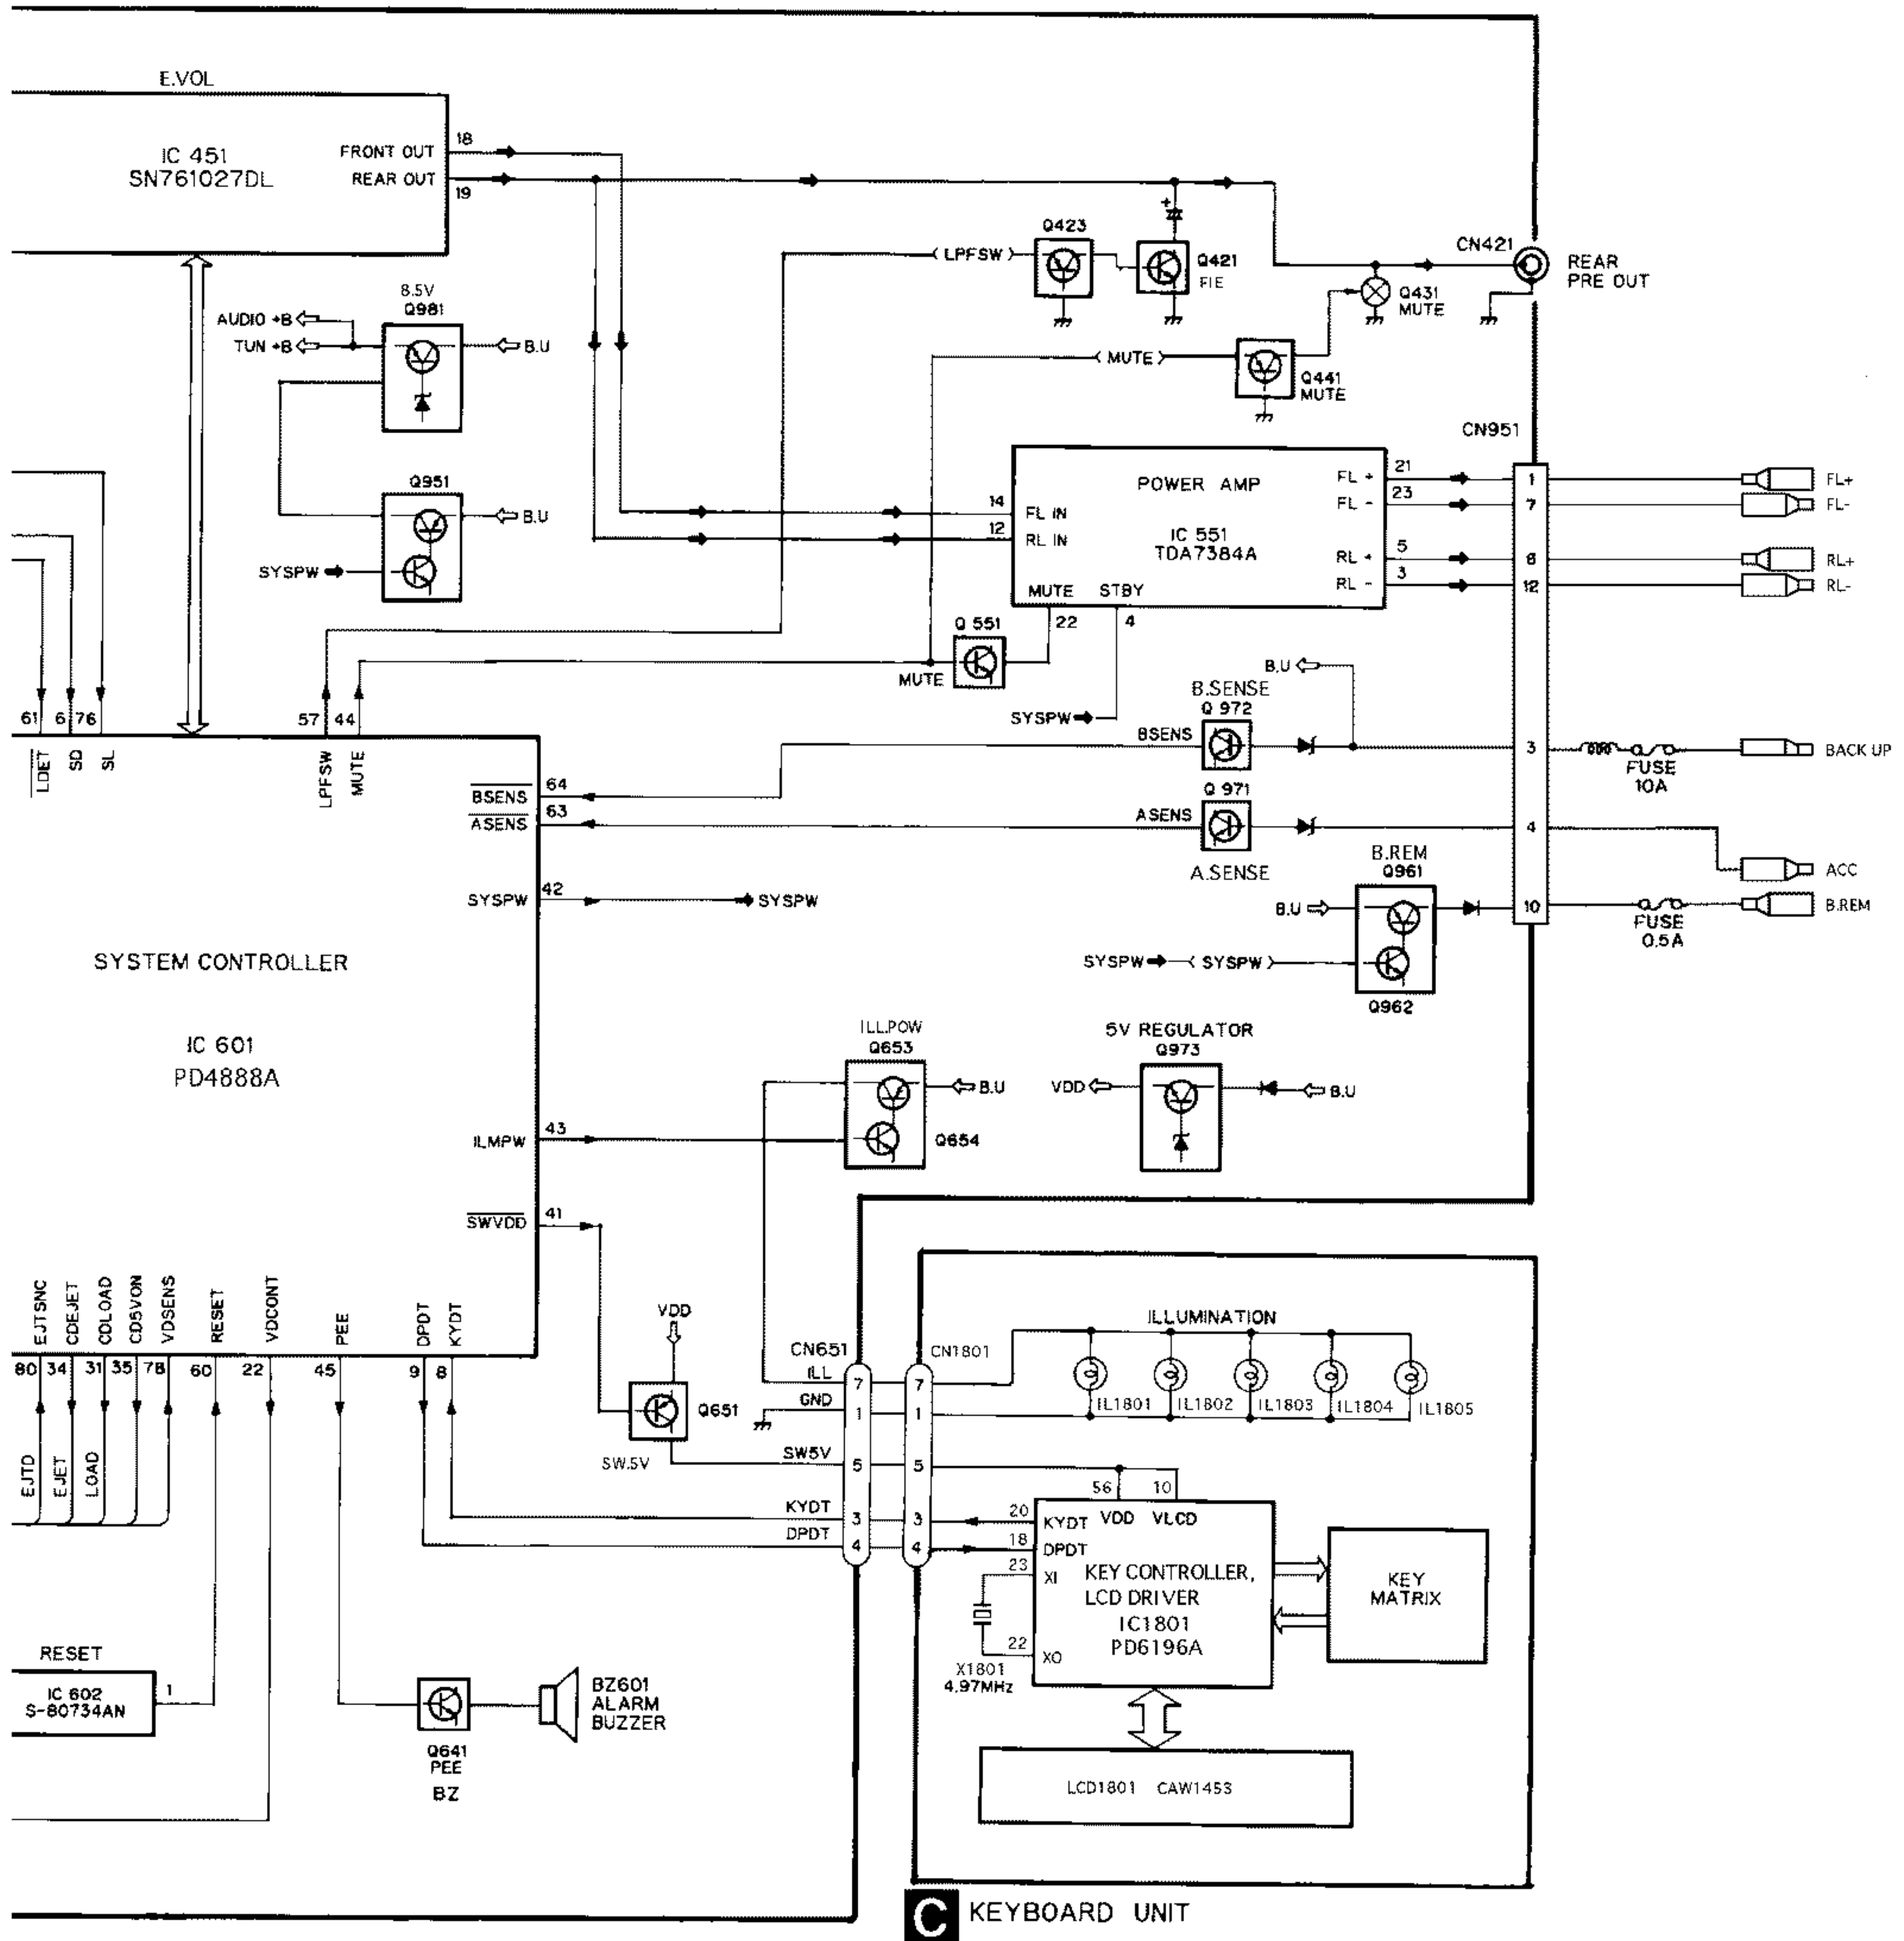 E.VOL
IC 451
SN761027DL
FRONT OUT
18
REAR OUT
19
8.5V
Q981
AUDIO +B
TUN +B
B.U
Q951
B.U
SYSPW
LPFSW
Q423
+
Q421
FIE
CN421
REAR
PRE OUT
Q431
MUTE
MUTE
Q441
MUTE
CN951
POWER AMP
IC 551
TDA7384A
14
FL IN
12
RL IN
MUTE
STBY
22
4
FL +
21
FL -
23
RL +
5
RL -
3
1
7
6
12
FL+
FL-
RL+
RL-
Q 551
MUTE
SYSPW
B.U
B.SENSE
Q 972
BSENS
3
FUSE
10A
BACK UP
Q 971
ASENS
A.SENSE
4
ACC
B.REM
Q961
B.U
10
FUSE
0.5A
B.REM
SYSPW
SYSPW
Q962
61
6
76
LDET
SD
SL
57
44
LPFSW
MUTE
BSENS
64
ASENS
63
SYSPW
42
SYSPW
SYSTEM CONTROLLER
IC 601
PD4888A
ILMPW
43
SWVDD
41
ILL.POW
Q653
B.U
Q654
5V REGULATOR
Q973
VDD
B.U
EJTSNC
CDEJET
CDLOAD
CD5VON
VDSENS
RESET
VDCONT
PEE
DPDT
KYDT
80
34
31
35
78
60
22
45
9
8
EJTD
EJET
LOAD
VDD
Q651
SW.5V
CN651
CN1801
ILL
7
7
GND
1
1
SW5V
5
5
KYDT
3
3
DPDT
4
4
ILLUMINATION
IL1801
IL1802
IL1803
IL1804
IL1805
56
10
VDD
VLCD
20
KYDT
18
DPDT
23
XI
22
XO
KEY CONTROLLER,
LCD DRIVER
IC1801
PD6196A
X1801
4.97MHz
KEY
MATRIX
LCD1801 CAW1453
RESET
IC 602
S-80734AN
1
Q641
PEE
BZ
BZ601
ALARM
BUZZER
C KEYBOARD UNIT